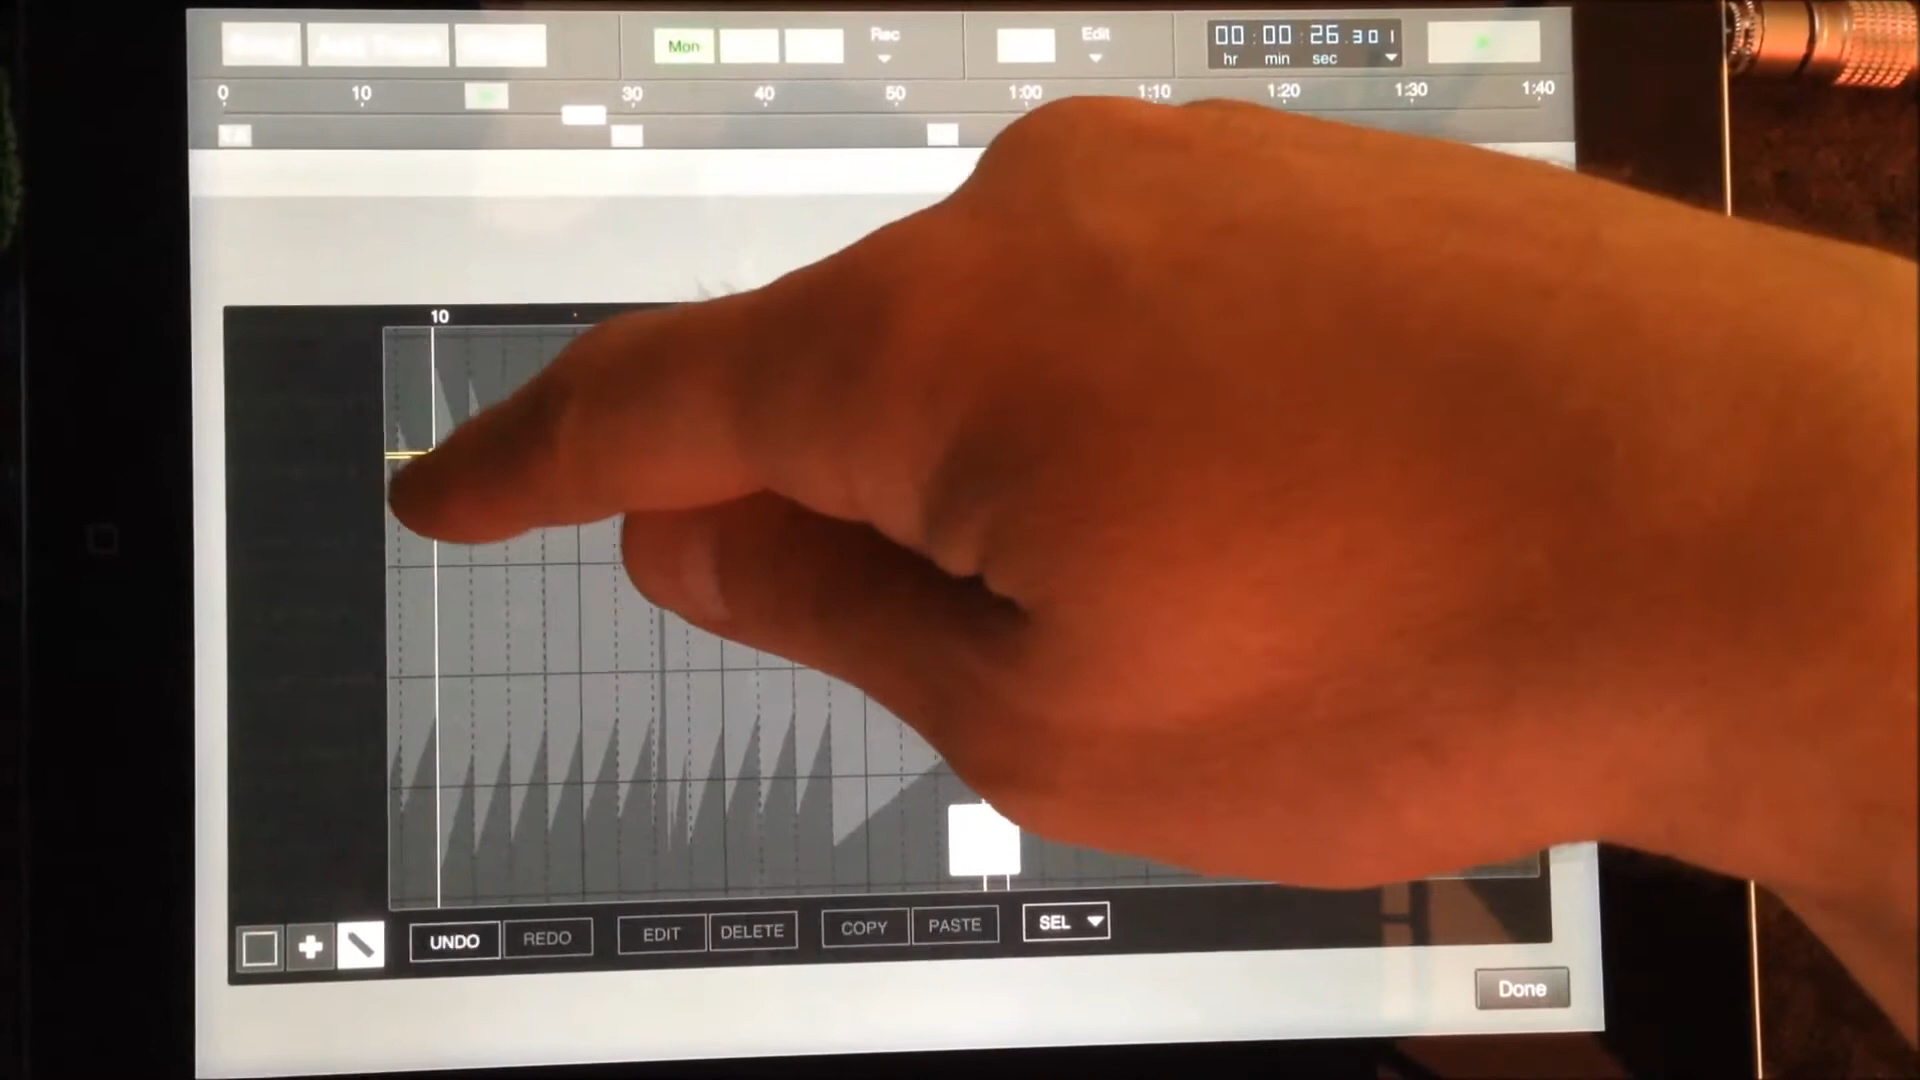 Mon
Rec
Edit
00:00:26.301
hr min sec
0 10 30 40 50 1:00 1:10 1:20 1:30 1:40
10
UNDO REDO EDIT DELETE COPY PASTE SEL
Done